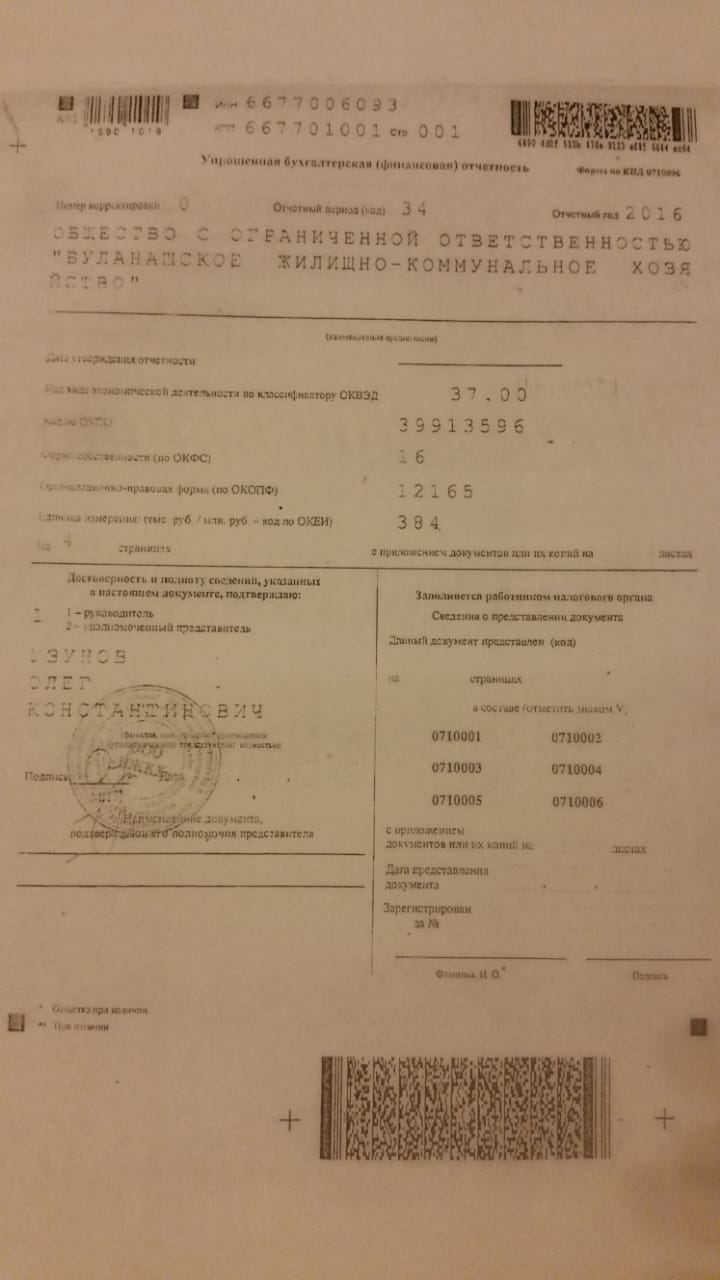 ИНН 6677006093
1590 1019
КПП 667701001 Стр 001
Упрощенная бухгалтерская (финансовая) отчетность
Форма по КНД 0710096
Номер корректировки 0 Отчетный период (код) 34 Отчетный год 2016
ОБЩЕСТВО С ОГРАНИЧЕННОЙ ОТВЕТСТВЕННОСТЬЮ
"БУЛАНАШСКОЕ ЖИЛИЩНО-КОММУНАЛЬНОЕ ХОЗЯ
ЙСТВО"
(наименование организации)
Дата утверждения отчетности
Код вида экономической деятельности по классификатору ОКВЭД 37.00
Код по ОКПО 39913596
Форма собственности (по ОКФС) 16
Организационно-правовая форма (по ОКОПФ) 12165
Единица измерения: (тыс. руб. / млн. руб. – код по ОКЕИ) 384
На 4 страницах с приложением документов или их копий на листах
Достоверность и полноту сведений, указанных
в настоящем документе, подтверждаю:
1 – руководитель
2 – уполномоченный представитель
УЗУНОВ
ОЛЕГ
КОНСТАНТИНОВИЧ
Подпись Дата
Наименование документа,
подтверждающего полномочия представителя
Заполняется работником налогового органа
Сведения о представлении документа
Данный документ представлен (код)
на страницах
в составе (отметить знаком V)
0710001 0710002
0710003 0710004
0710005 0710006
с приложением
документов или их копий на листах
Дата представления
документа
Зарегистрирован
за №
Фамилия, И. О.* Подпись
* Отчество при наличии.
** При наличии